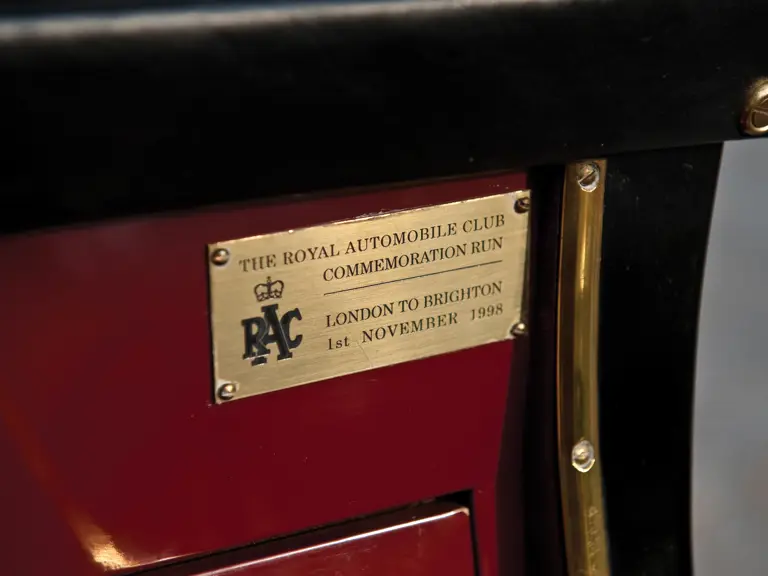 THE ROYAL AUTOMOBILE CLUB
COMMEMORATION RUN
RAC
LONDON TO BRIGHTON
1st NOVEMBER 1998